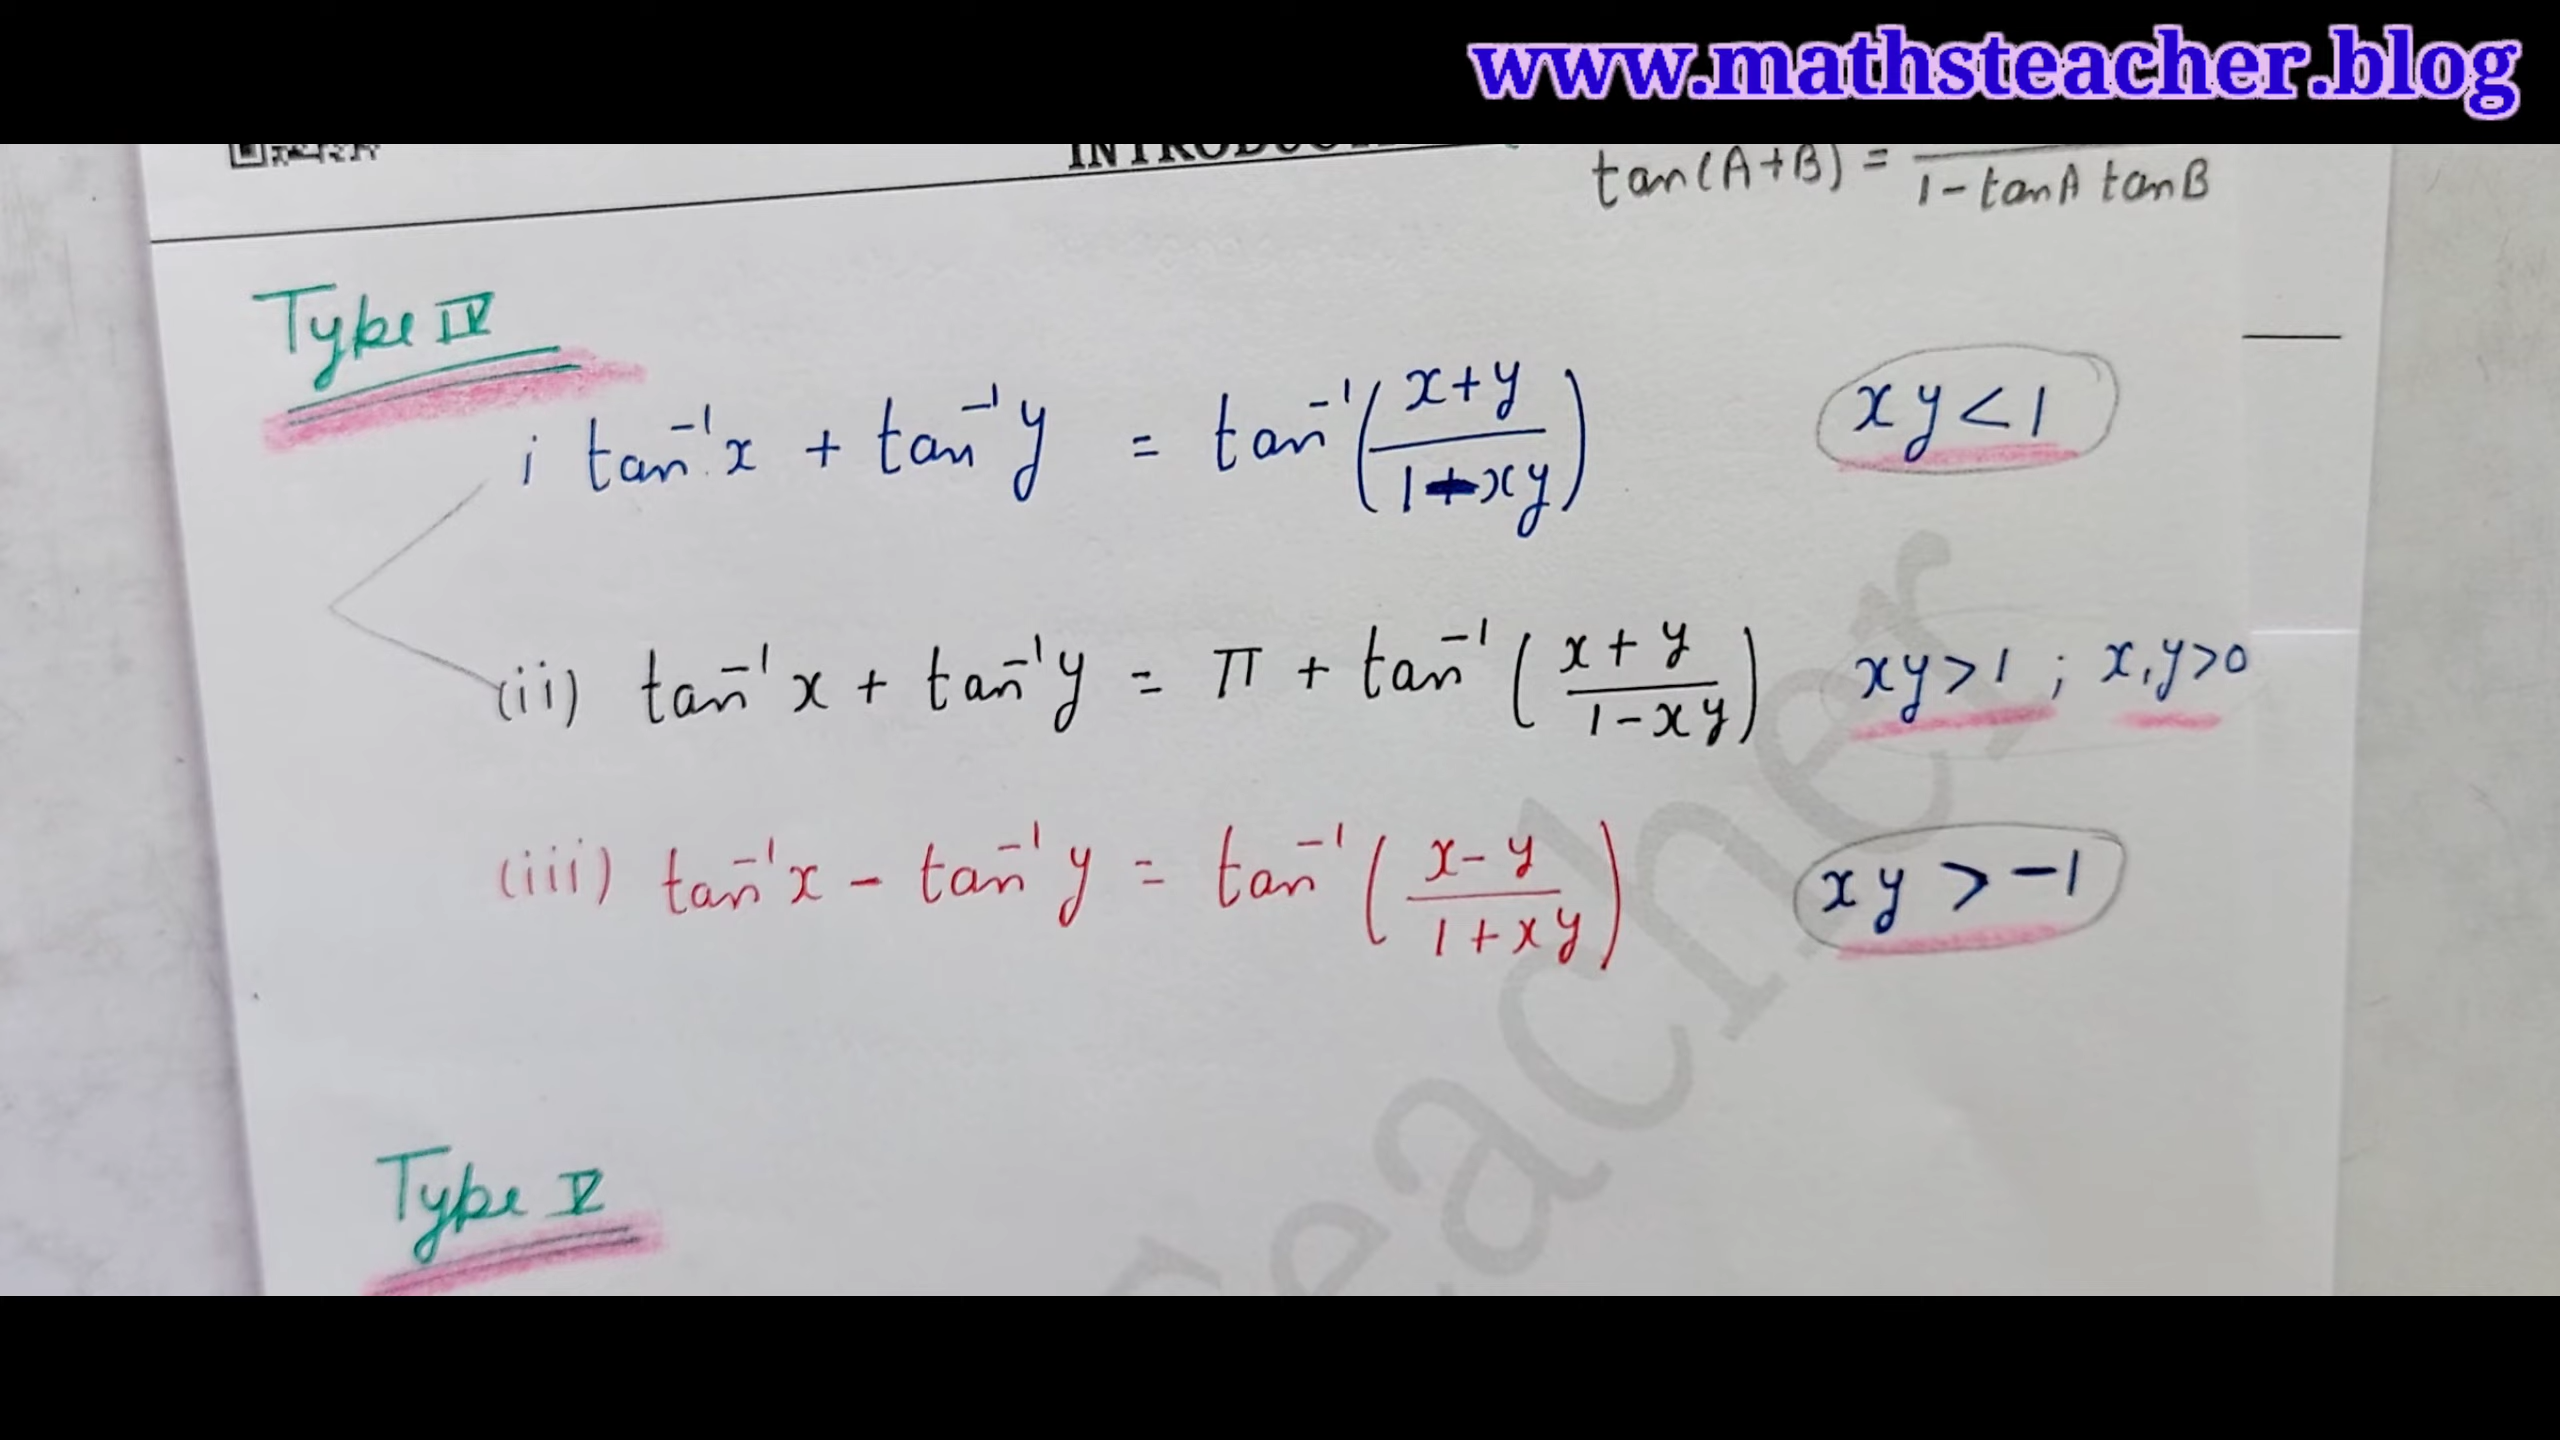 www.mathsteacher.blog
tan(A+B) = 1-tanA tanB
Type IV
i tan⁻¹x + tan⁻¹y = tan⁻¹(x+y/1-xy) xy<1
(ii) tan⁻¹x + tan⁻¹y = π + tan⁻¹(x+y/1-xy) xy>1 ; x,y>0
(iii) tan⁻¹x - tan⁻¹y = tan⁻¹(x-y/1+xy) xy > -1
eacher
Type V